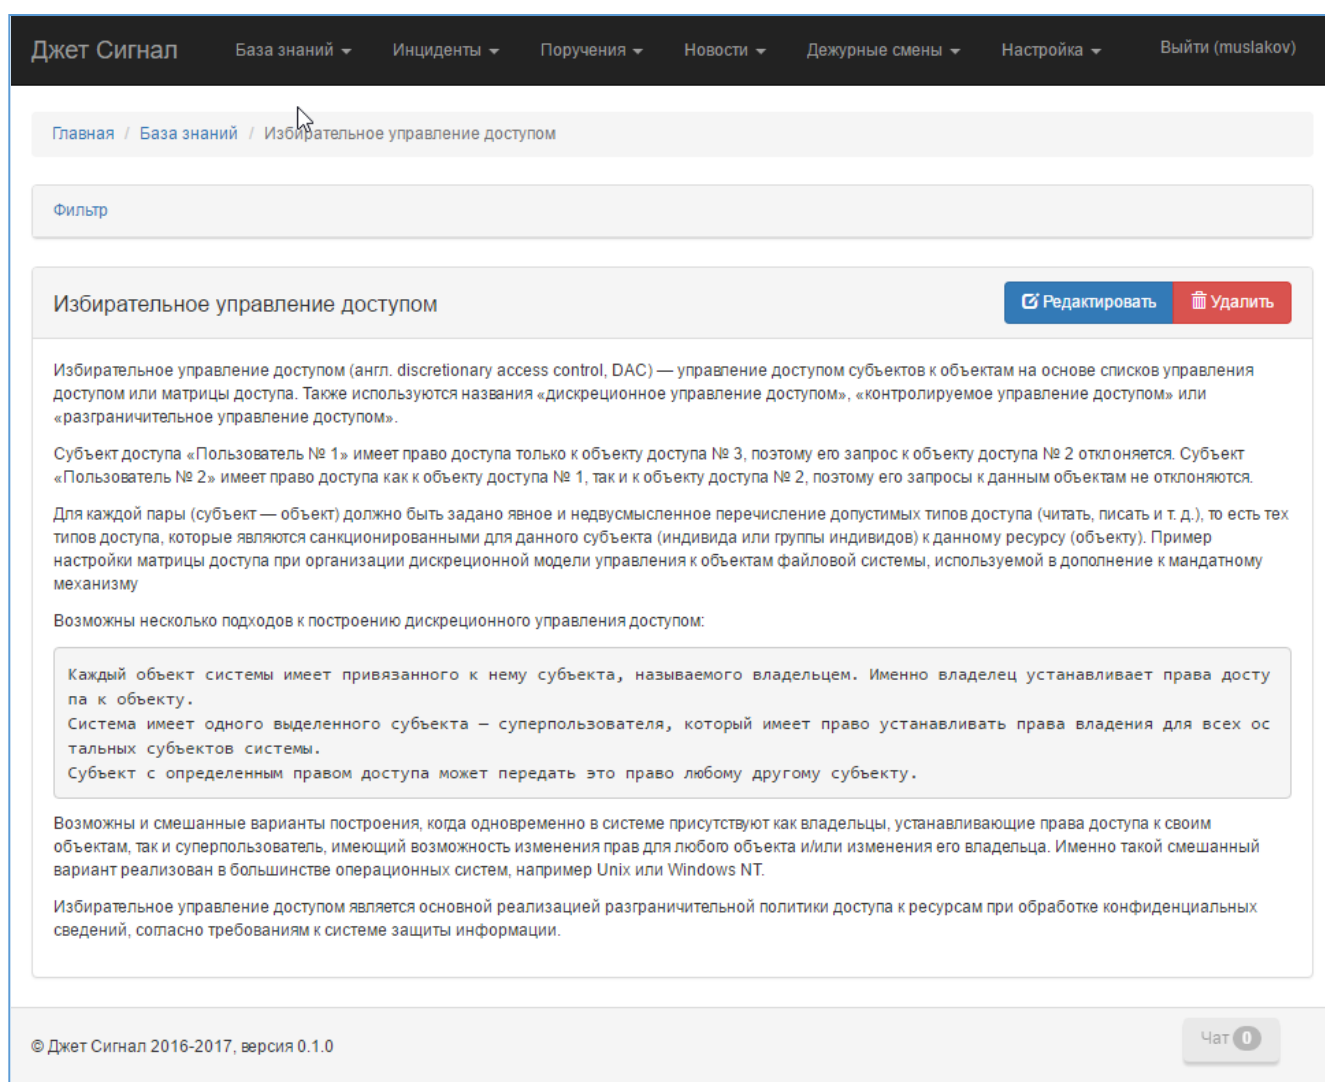 Джет Сигнал База знаний Инциденты Поручения Новости Дежурные смены Настройка Выйти (muslakov)
Главная / База знаний / Избирательное управление доступом
Фильтр
Избирательное управление доступом Редактировать Удалить
Избирательное управление доступом (англ. discretionary access control, DAC) — управление доступом субъектов к объектам на основе списков управления
доступом или матрицы доступа. Также используются названия «дискреционное управление доступом», «контролируемое управление доступом» или
«разграничительное управление доступом».
Субъект доступа «Пользователь № 1» имеет право доступа только к объекту доступа № 3, поэтому его запрос к объекту доступа № 2 отклоняется. Субъект
«Пользователь № 2» имеет право доступа как к объекту доступа № 1, так и к объекту доступа № 2, поэтому его запросы к данным объектам не отклоняются.
Для каждой пары (субъект — объект) должно быть задано явное и недвусмысленное перечисление допустимых типов доступа (читать, писать и т. д.), то есть тех
типов доступа, которые являются санкционированными для данного субъекта (индивида или группы индивидов) к данному ресурсу (объекту). Пример
настройки матрицы доступа при организации дискреционной модели управления к объектам файловой системы, используемой в дополнение к мандатному
механизму
Возможны несколько подходов к построению дискреционного управления доступом:
Каждый объект системы имеет привязанного к нему субъекта, называемого владельцем. Именно владелец устанавливает права досту
па к объекту.
Система имеет одного выделенного субъекта — суперпользователя, который имеет право устанавливать права владения для всех ос
тальных субъектов системы.
Субъект с определенным правом доступа может передать это право любому другому субъекту.
Возможны и смешанные варианты построения, когда одновременно в системе присутствуют как владельцы, устанавливающие права доступа к своим
объектам, так и суперпользователь, имеющий возможность изменения прав для любого объекта и/или изменения его владельца. Именно такой смешанный
вариант реализован в большинстве операционных систем, например Unix или Windows NT.
Избирательное управление доступом является основной реализацией разграничительной политики доступа к ресурсам при обработке конфиденциальных
сведений, согласно требованиям к системе защиты информации.
© Джет Сигнал 2016-2017, версия 0.1.0 Чат 0